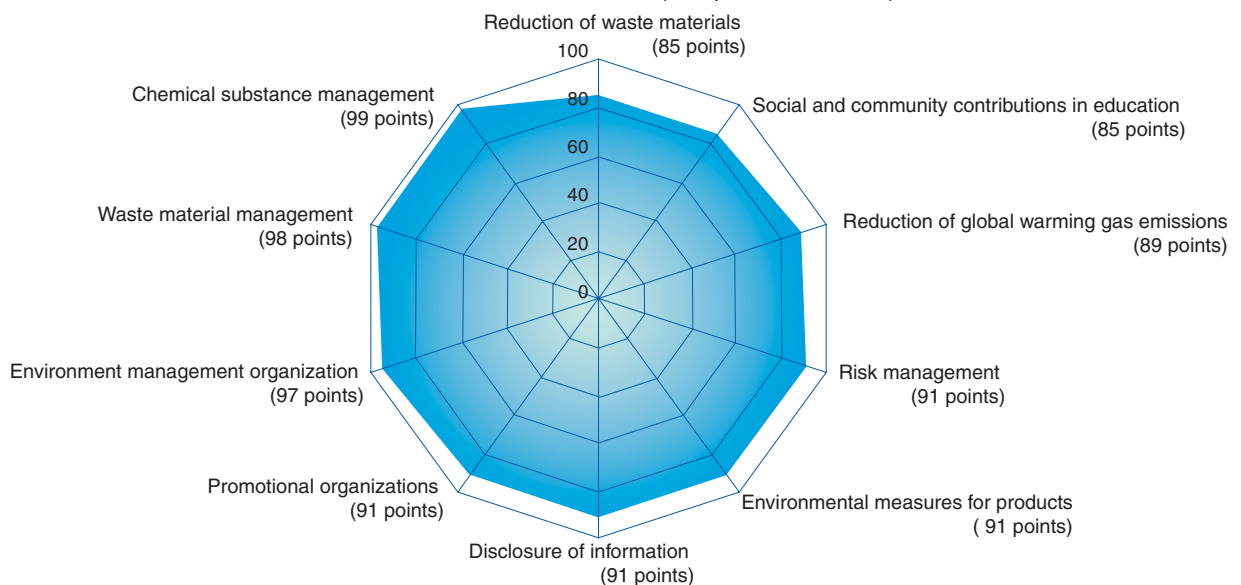 Reduction of waste materials
(85 points)
Social and community contributions in education
(85 points)
Reduction of global warming gas emissions
(89 points)
Risk management
(91 points)
Environmental measures for products
( 91 points)
Disclosure of information
(91 points)
Promotional organizations
(91 points)
Environment management organization
(97 points)
Waste material management
(98 points)
Chemical substance management
(99 points)
100
80
60
40
20
0